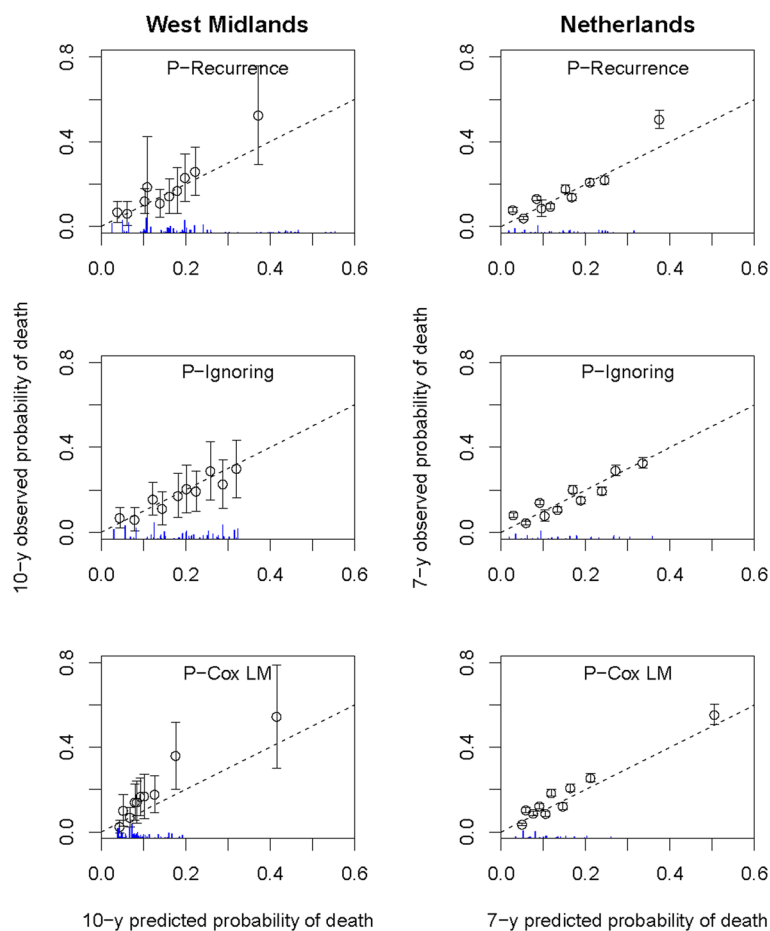 West Midlands
Netherlands
P−Recurrence
0.8
0.4
0.0
0.0 0.2 0.4 0.6
P−Recurrence
0.8
0.4
0.0
0.0 0.2 0.4 0.6
10−y observed probability of death
P−Ignoring
0.8
0.4
0.0
0.0 0.2 0.4 0.6
7−y observed probability of death
P−Ignoring
0.8
0.4
0.0
0.0 0.2 0.4 0.6
P−Cox LM
0.8
0.4
0.0
0.0 0.2 0.4 0.6
P−Cox LM
0.8
0.4
0.0
0.0 0.2 0.4 0.6
10−y predicted probability of death
7−y predicted probability of death